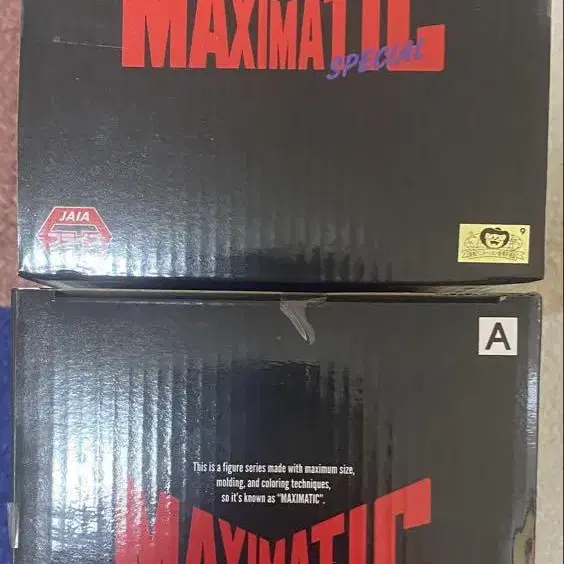 MAXIMATIC
SPECIAL
JAIA
9
A
This is a figure series made with maximum size,
molding, and coloring techniques,
so it's known as "MAXIMATIC".
MAXIMATIC